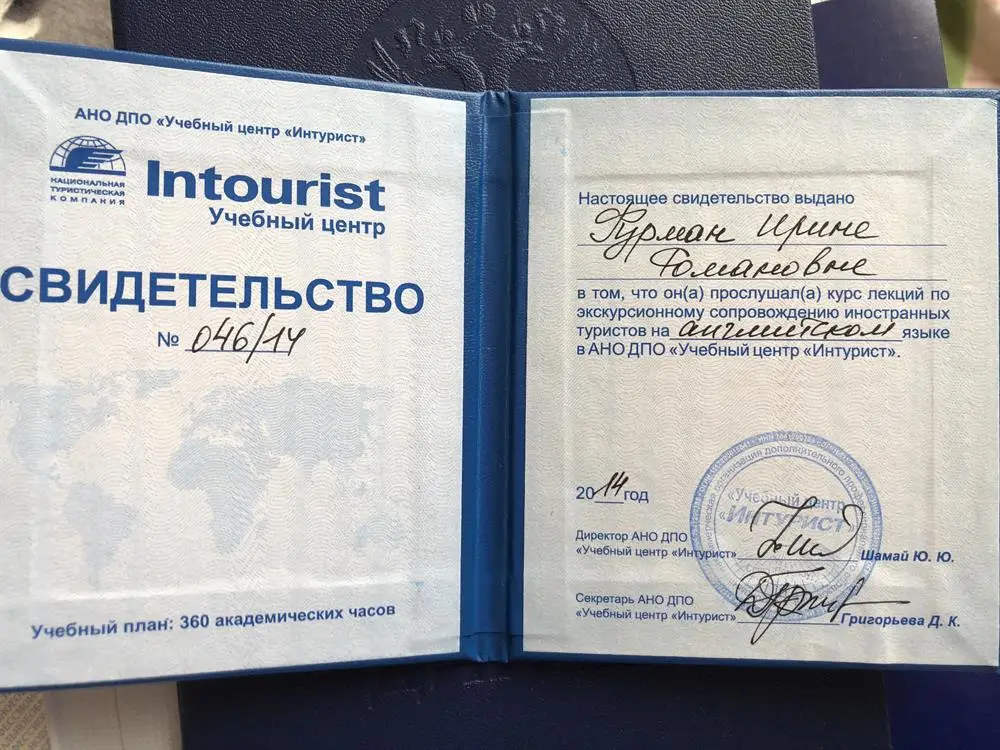 АНО ДПО «Учебный центр «Интурист»
НАЦИОНАЛЬНАЯ
ТУРИСТИЧЕСКАЯ
КОМПАНИЯ
Intourist
Учебный центр
СВИДЕТЕЛЬСТВО
№ 046/14
Учебный план: 360 академических часов
Настоящее свидетельство выдано
Фурман Ирине
Романовне
в том, что он(а) прослушал(а) курс лекций по
экскурсионному сопровождению иностранных
туристов на английском языке
в АНО ДПО «Учебный центр «Интурист».
2014 год
«Учебный центр
«ИНТУРИСТ»
Директор АНО ДПО
«Учебный центр «Интурист» Шамай Ю. Ю.
Секретарь АНО ДПО
«Учебный центр «Интурист» Григорьева Д. К.